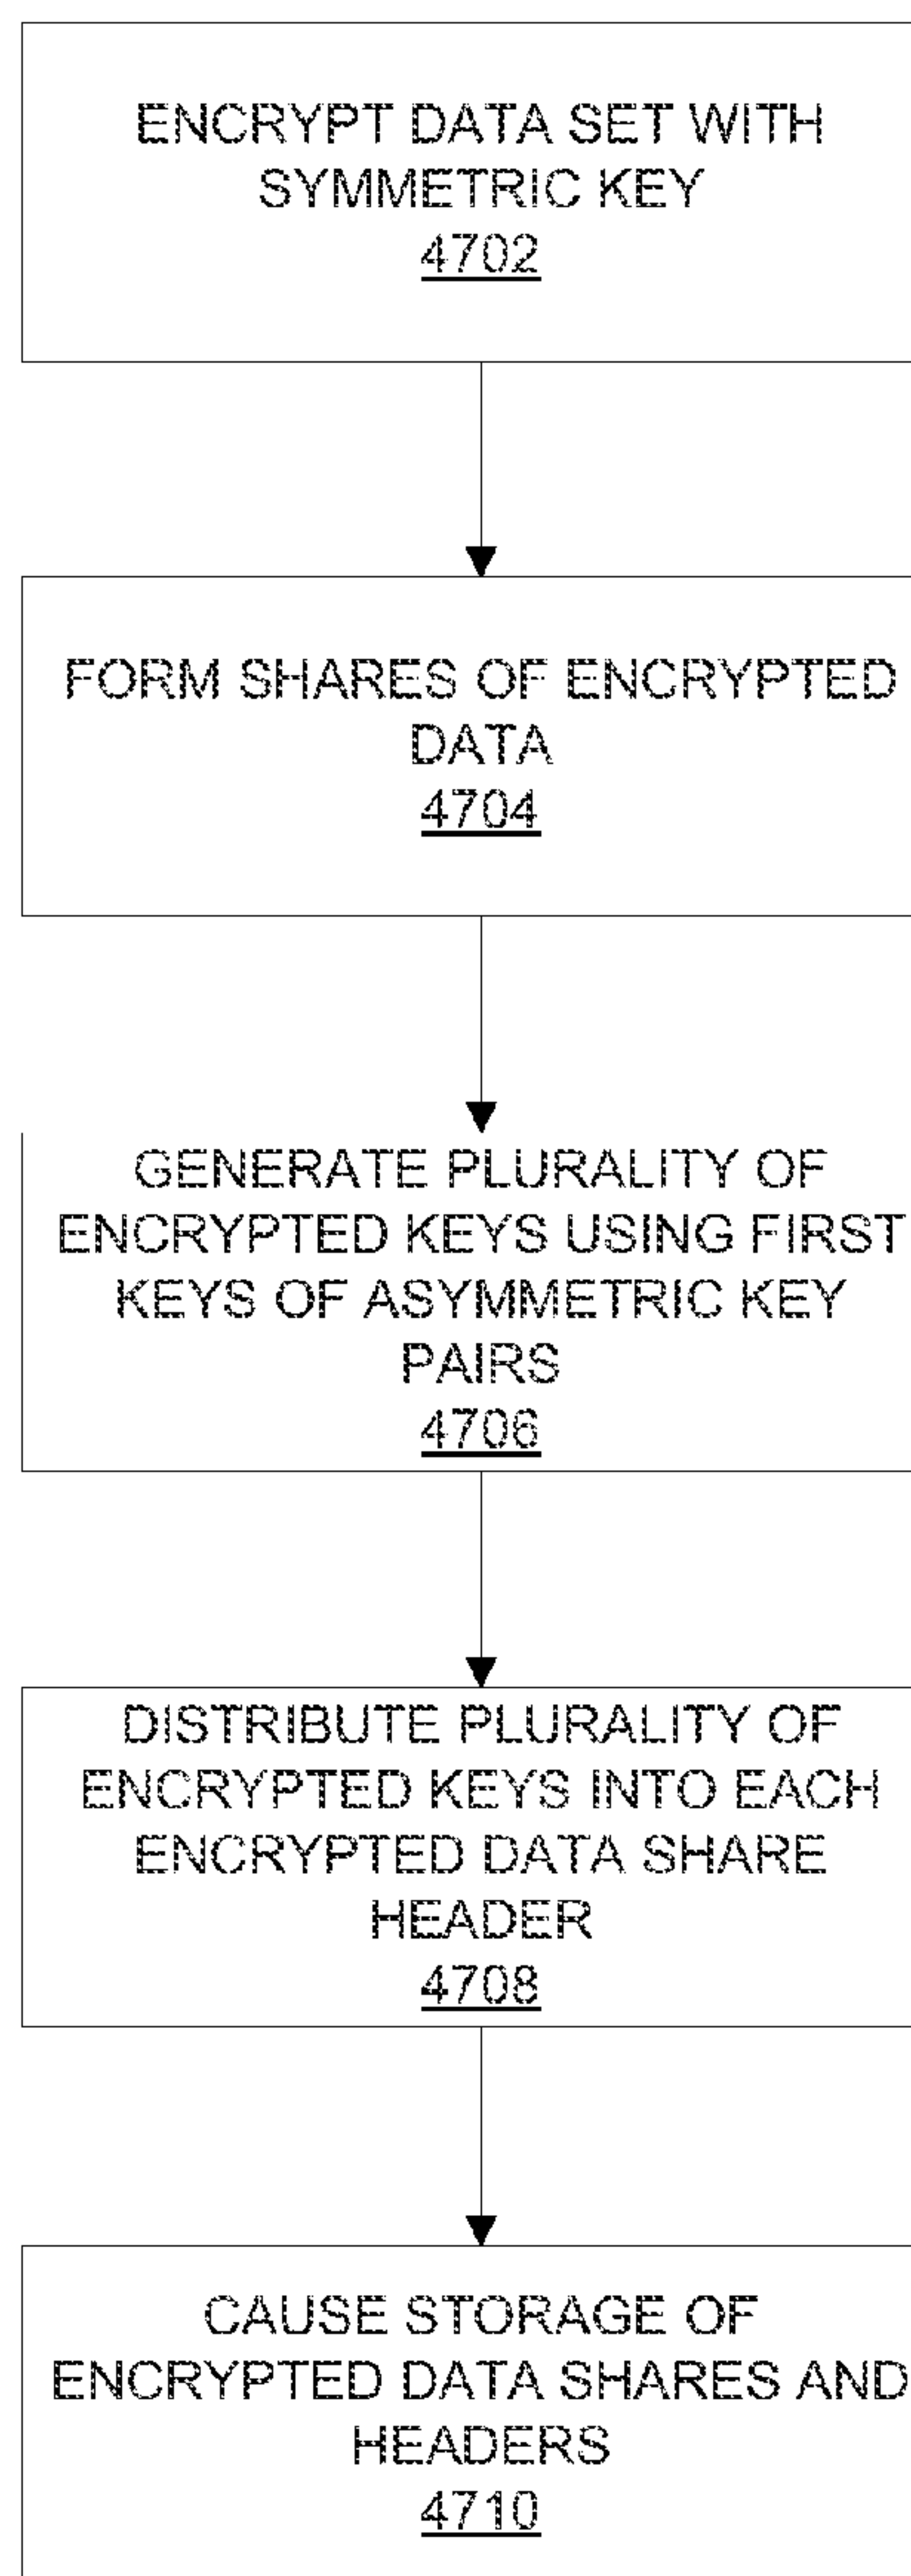 ENCRYPT DATA SET WITH
SYMMETRIC KEY
4702
FORM SHARES OF ENCRYPTED
DATA
4704
GENERATE PLURALITY OF
ENCRYPTED KEYS USING FIRST
KEYS OF ASYMMETRIC KEY
PAIRS
4706
DISTRIBUTE PLURALITY OF
ENCRYPTED KEYS INTO EACH
ENCRYPTED DATA SHARE
HEADER
4708
CAUSE STORAGE OF
ENCRYPTED DATA SHARES AND
HEADERS
4710